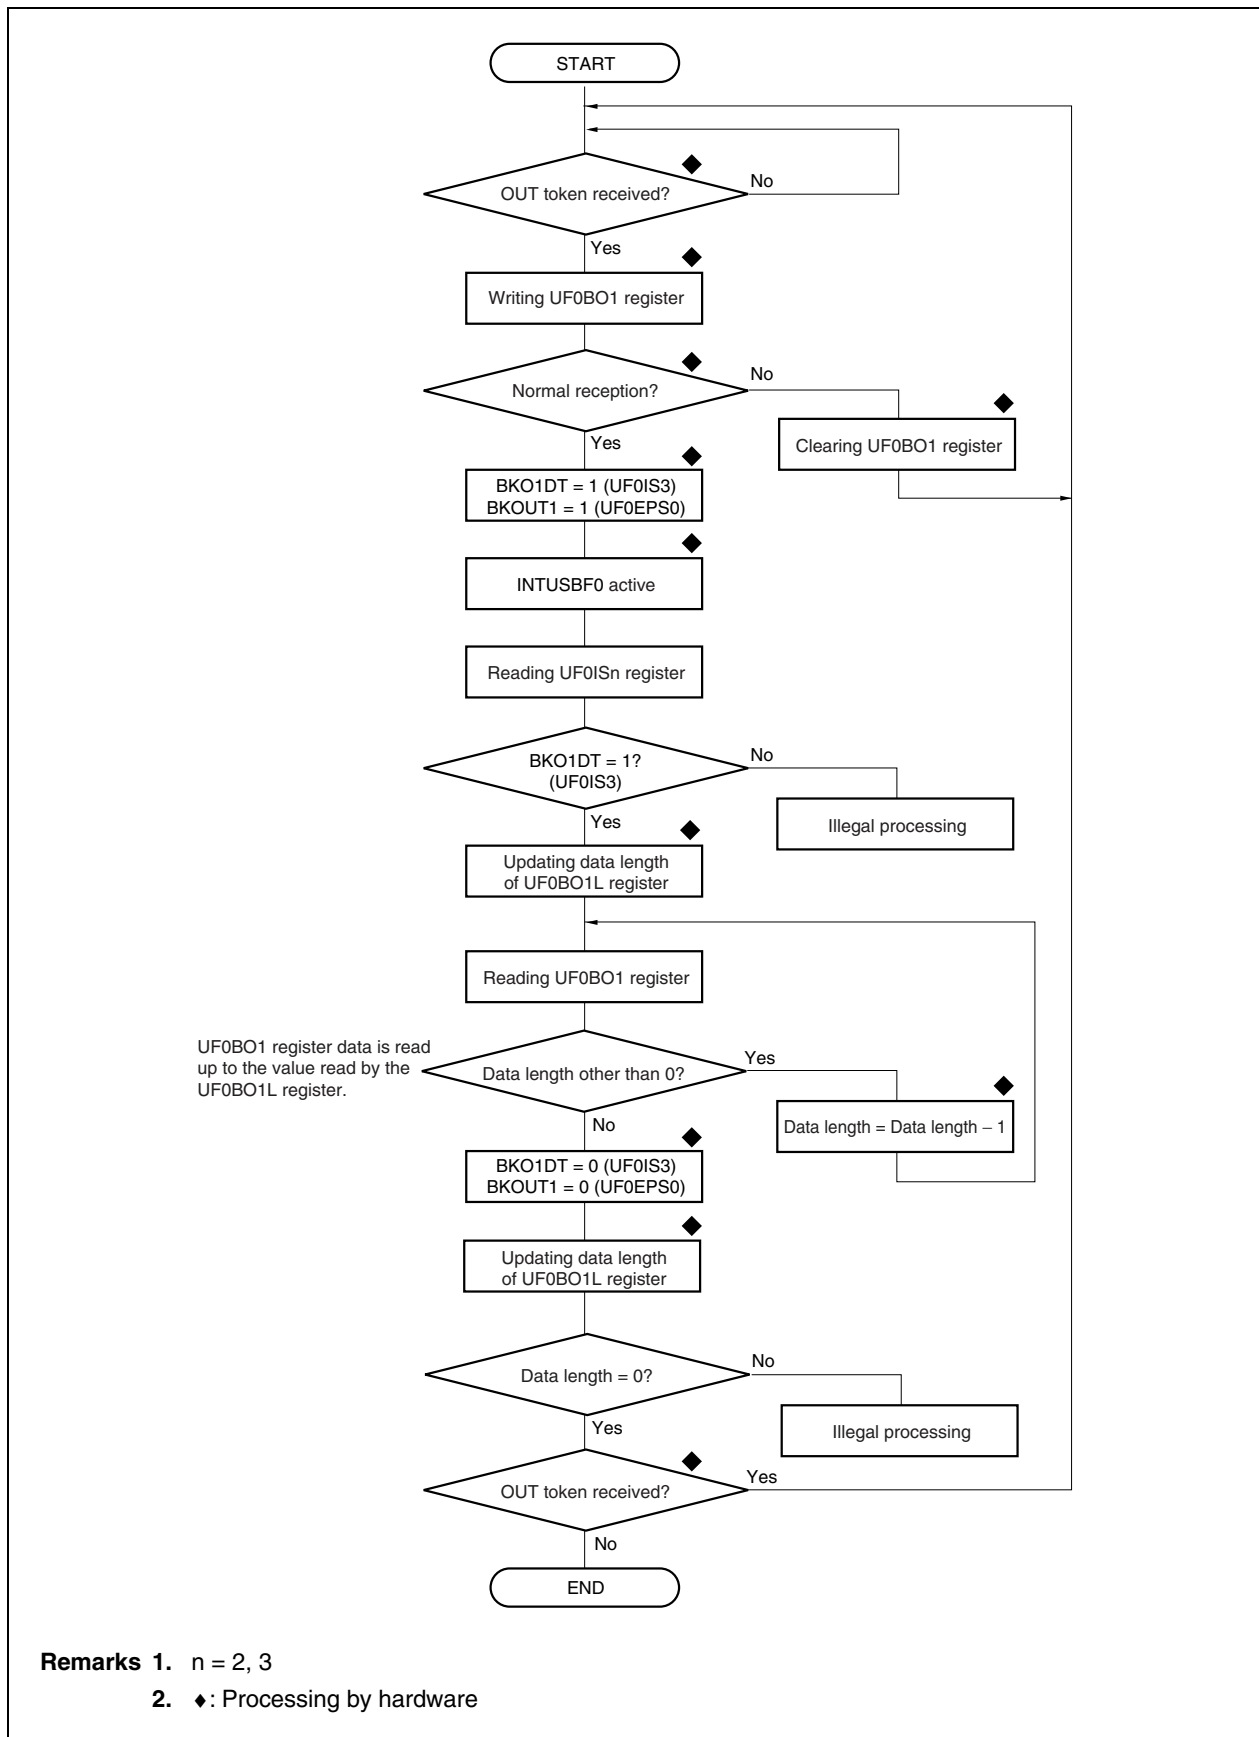 START
OUT token received?
No
Yes
Writing UF0BO1 register
Normal reception?
No
Yes
Clearing UF0BO1 register
BKO1DT = 1 (UF0IS3)
BKOUT1 = 1 (UF0EPS0)
INTUSBF0 active
Reading UF0ISn register
BKO1DT = 1?
(UF0IS3)
No
Yes
Illegal processing
Updating data length
of UF0BO1L register
Reading UF0BO1 register
UF0BO1 register data is read
up to the value read by the
UF0BO1L register.
Data length other than 0?
Yes
No
Data length = Data length – 1
BKO1DT = 0 (UF0IS3)
BKOUT1 = 0 (UF0EPS0)
Updating data length
of UF0BO1L register
Data length = 0?
No
Yes
Illegal processing
OUT token received?
Yes
No
END
Remarks 1. n = 2, 3
2. ♦: Processing by hardware